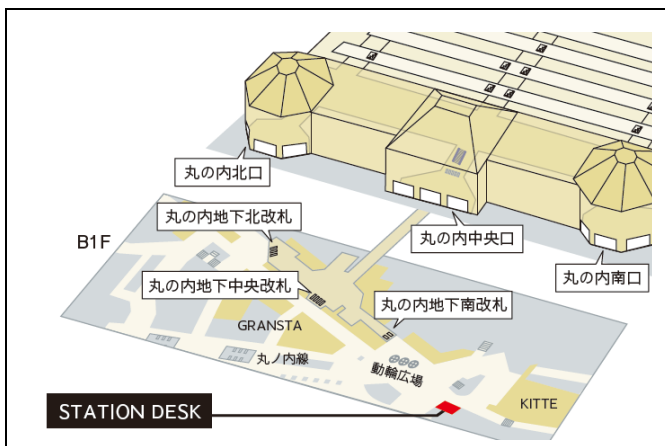 丸の内北口
丸の内地下北改札
丸の内中央口
B1F
丸の内南口
丸の内地下中央改札
丸の内地下南改札
GRANSTA
丸ノ内線
動輪広場
KITTE
STATION DESK